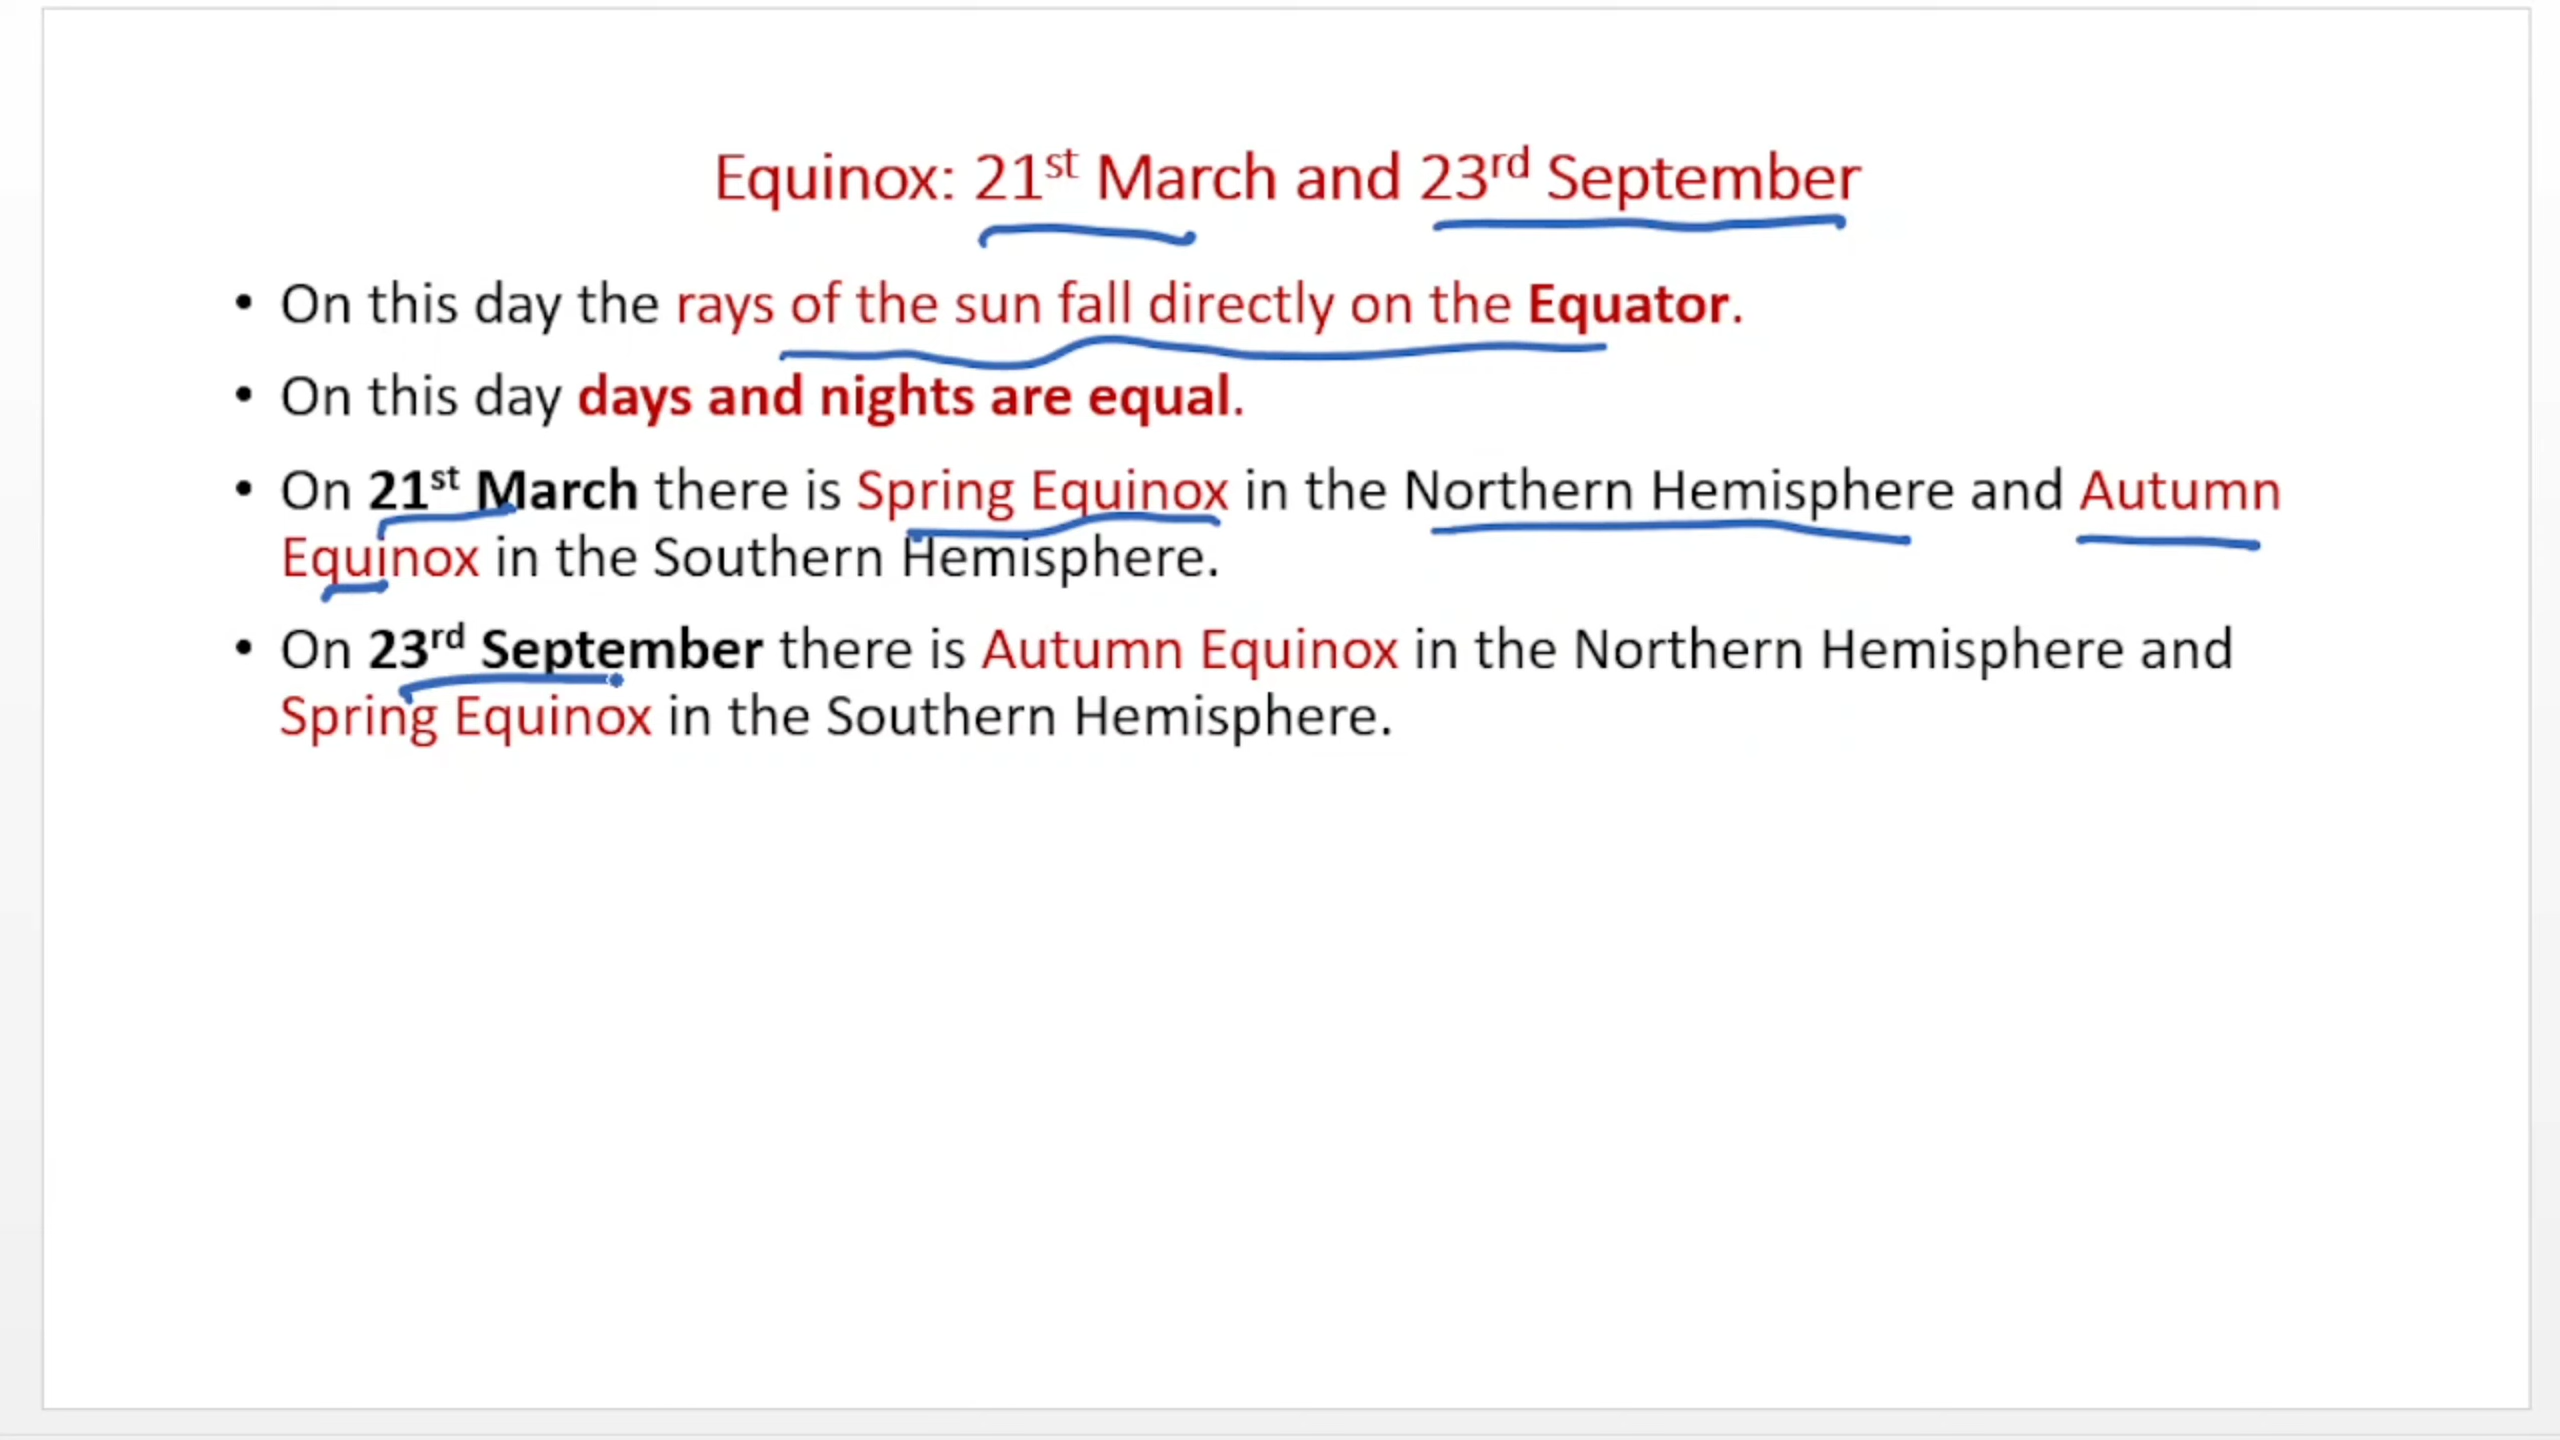 Equinox: 21st March and 23rd September
• On this day the rays of the sun fall directly on the Equator.
• On this day days and nights are equal.
• On 21st March there is Spring Equinox in the Northern Hemisphere and Autumn
Equinox in the Southern Hemisphere.
• On 23rd September there is Autumn Equinox in the Northern Hemisphere and
Spring Equinox in the Southern Hemisphere.